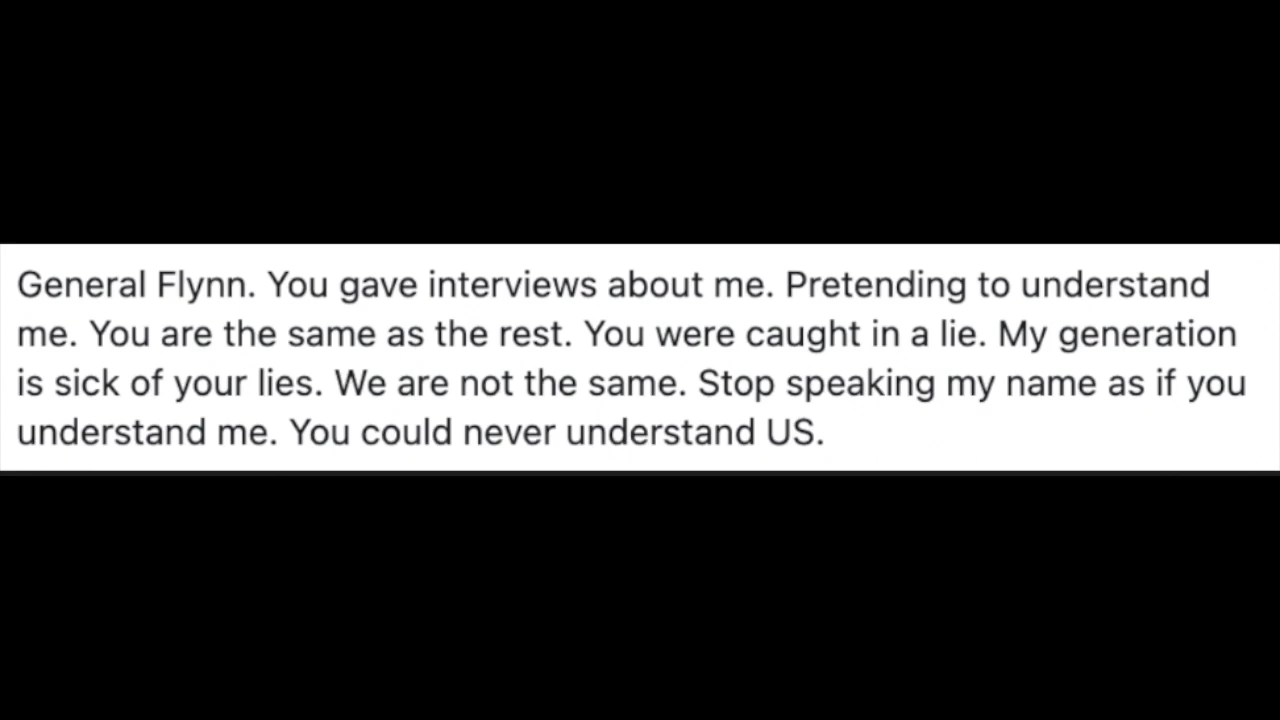 General Flynn. You gave interviews about me. Pretending to understand
me. You are the same as the rest. You were caught in a lie. My generation
is sick of your lies. We are not the same. Stop speaking my name as if you
understand me. You could never understand US.